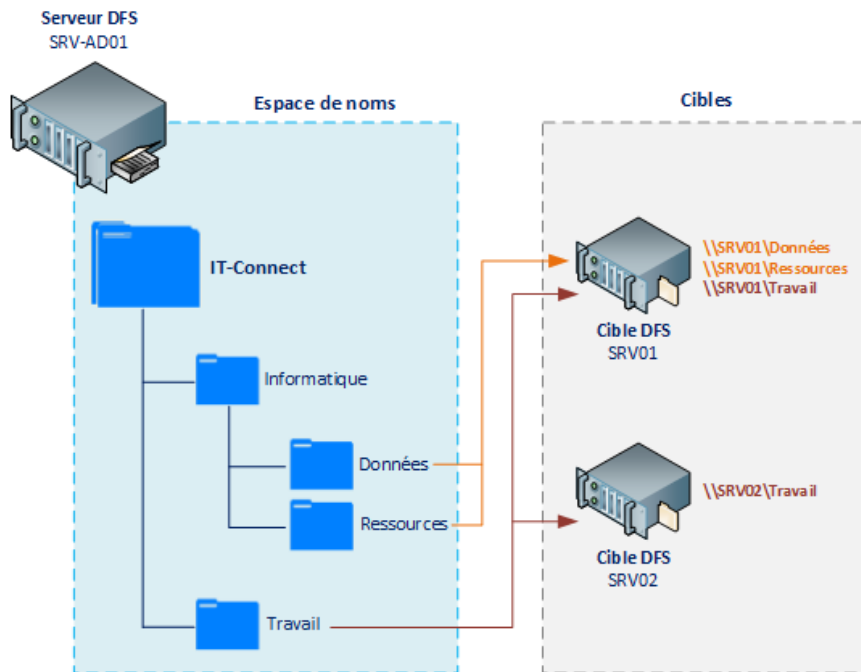 Serveur DFS
SRV-AD01
Espace de noms
Cibles
IT-Connect
Informatique
Données
Ressources
Travail
\\SRV01\Données
\\SRV01\Ressources
\\SRV01\Travail
Cible DFS
SRV01
\\SRV02\Travail
Cible DFS
SRV02